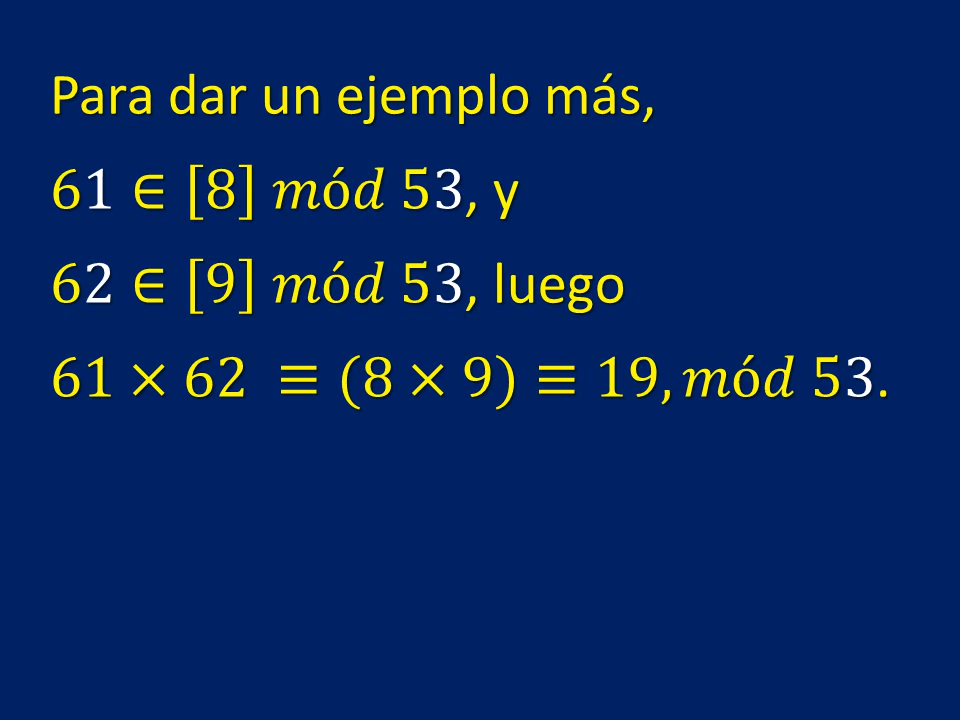 Para dar un ejemplo más,
61 ∈ [8] mód 53, y
62 ∈ [9] mód 53, luego
61 × 62 ≡ (8 × 9) ≡ 19, mód 53.